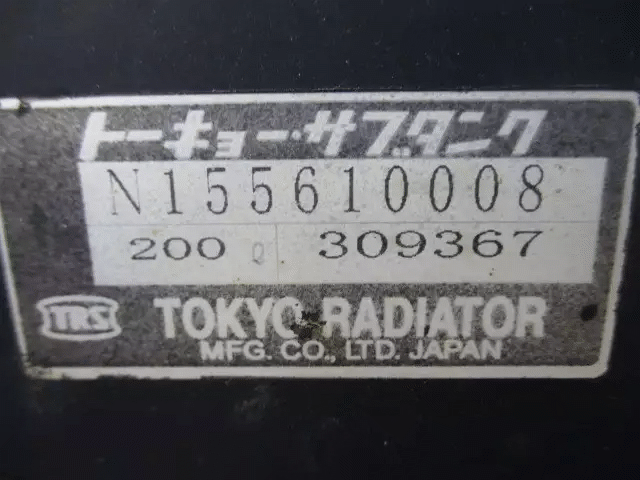 トーキョー・サブタンク
N155610008
200 ℓ 309367
TRS TOKYO RADIATOR
MFG. CO., LTD. JAPAN